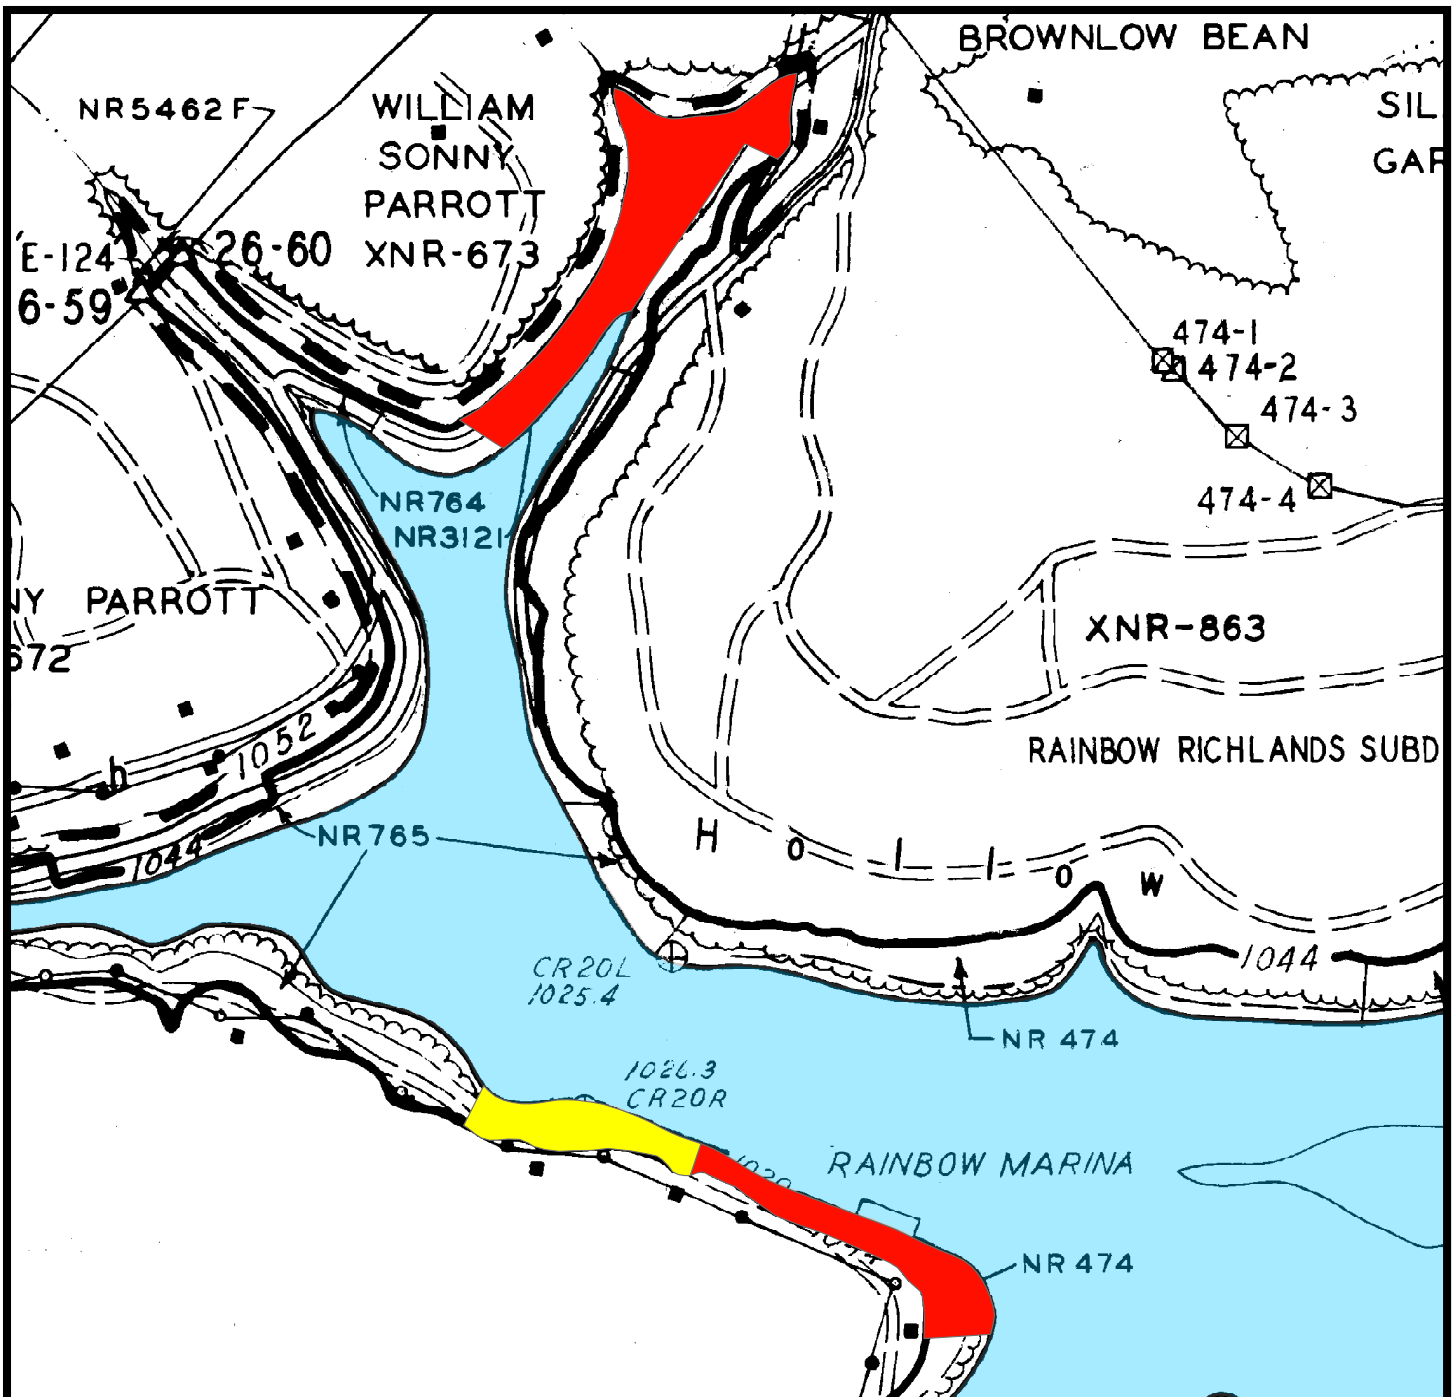 BROWNLOW BEAN
NR5462F
WILLIAM
SONNY
PARROTT
XNR-673
SIL
GAR
E-124
26-60
6-59
474-1
474-2
474-3
474-4
NR764
NR3121
NY PARROTT
672
XNR-863
RAINBOW RICHLANDS SUBD
1052
h
NR765
1044
H o l l o w
1044
CR20L
1025.4
NR 474
1026.3
CR20R
RAINBOW MARINA
1020
NR 474